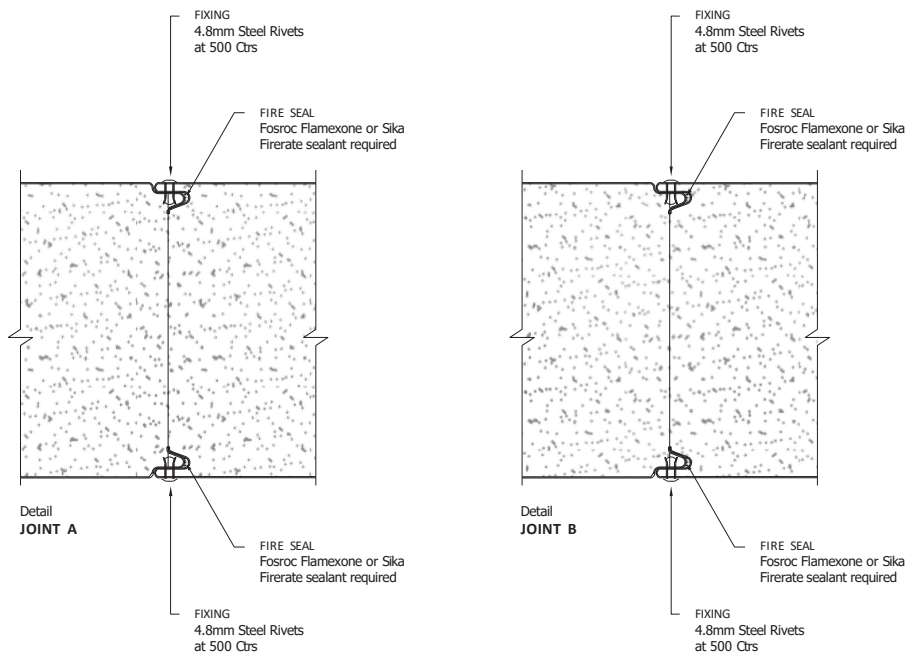 FIXING
4.8mm Steel Rivets
at 500 Ctrs
FIRE SEAL
Fosroc Flamexone or Sika
Firerate sealant required
Detail
JOINT A
FIRE SEAL
Fosroc Flamexone or Sika
Firerate sealant required
FIXING
4.8mm Steel Rivets
at 500 Ctrs
FIXING
4.8mm Steel Rivets
at 500 Ctrs
FIRE SEAL
Fosroc Flamexone or Sika
Firerate sealant required
Detail
JOINT B
FIRE SEAL
Fosroc Flamexone or Sika
Firerate sealant required
FIXING
4.8mm Steel Rivets
at 500 Ctrs